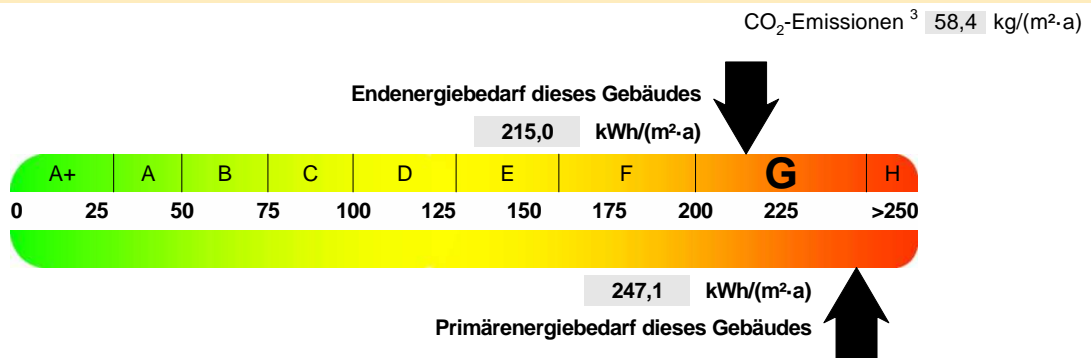 CO₂-Emissionen ³ 58,4 kg/(m²·a)
Endenergiebedarf dieses Gebäudes
215,0 kWh/(m²·a)
A+ A B C D E F G H
0 25 50 75 100 125 150 175 200 225 >250
247,1 kWh/(m²·a)
Primärenergiebedarf dieses Gebäudes